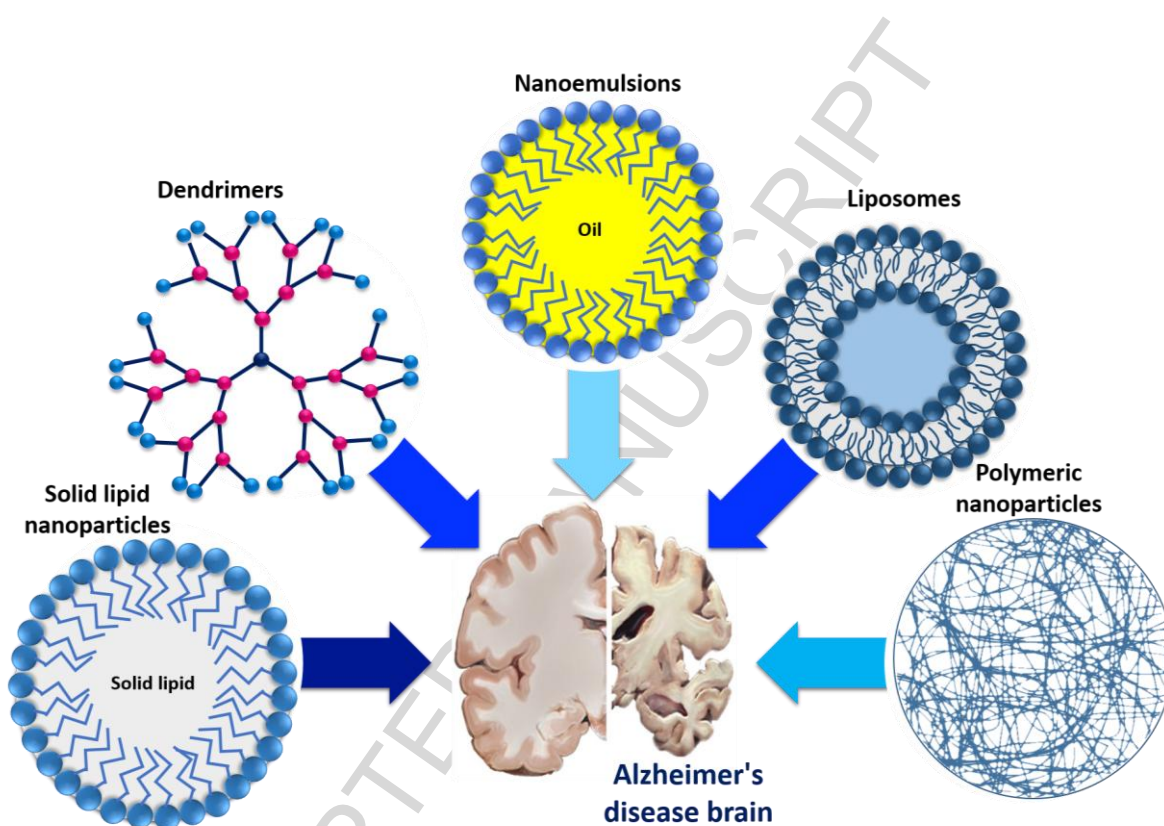 Nanoemulsions
Dendrimers
Liposomes
Oil
Polymeric
nanoparticles
Solid lipid
nanoparticles
Solid lipid
Alzheimer's
disease brain